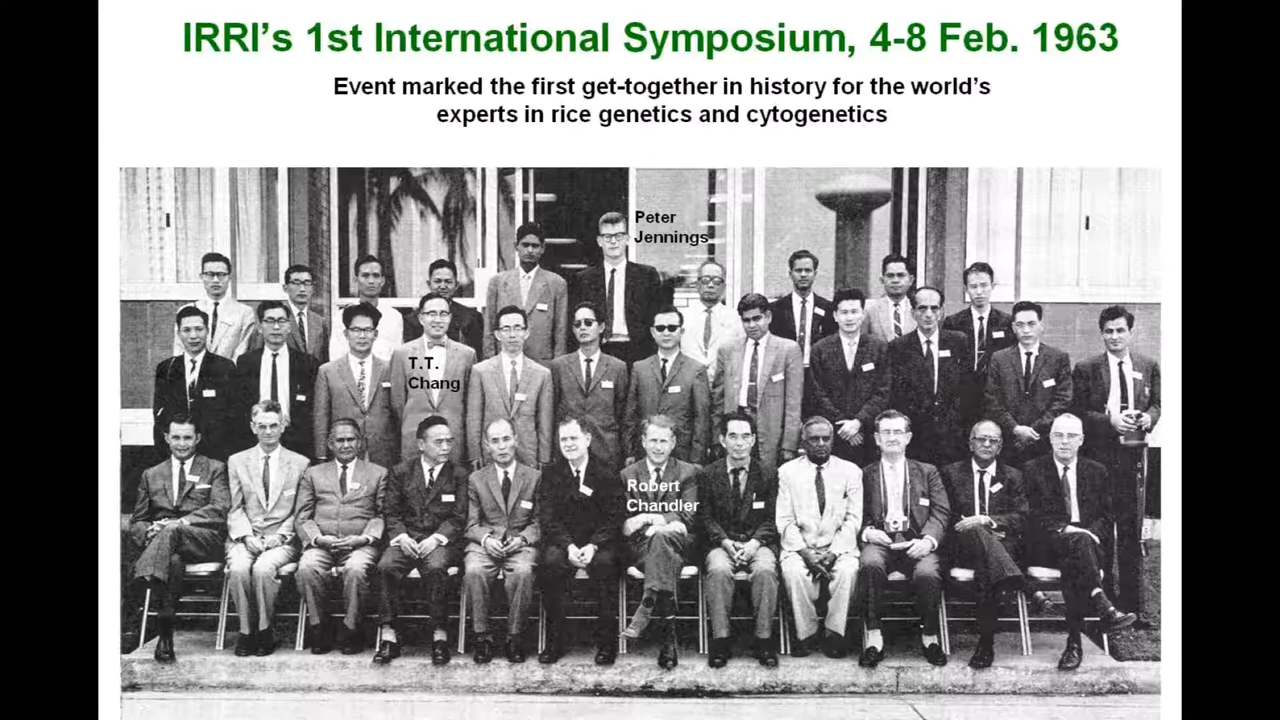 IRRI's 1st International Symposium, 4-8 Feb. 1963
Event marked the first get-together in history for the world's
experts in rice genetics and cytogenetics
Peter
Jennings
T.T.
Chang
Robert
Chandler